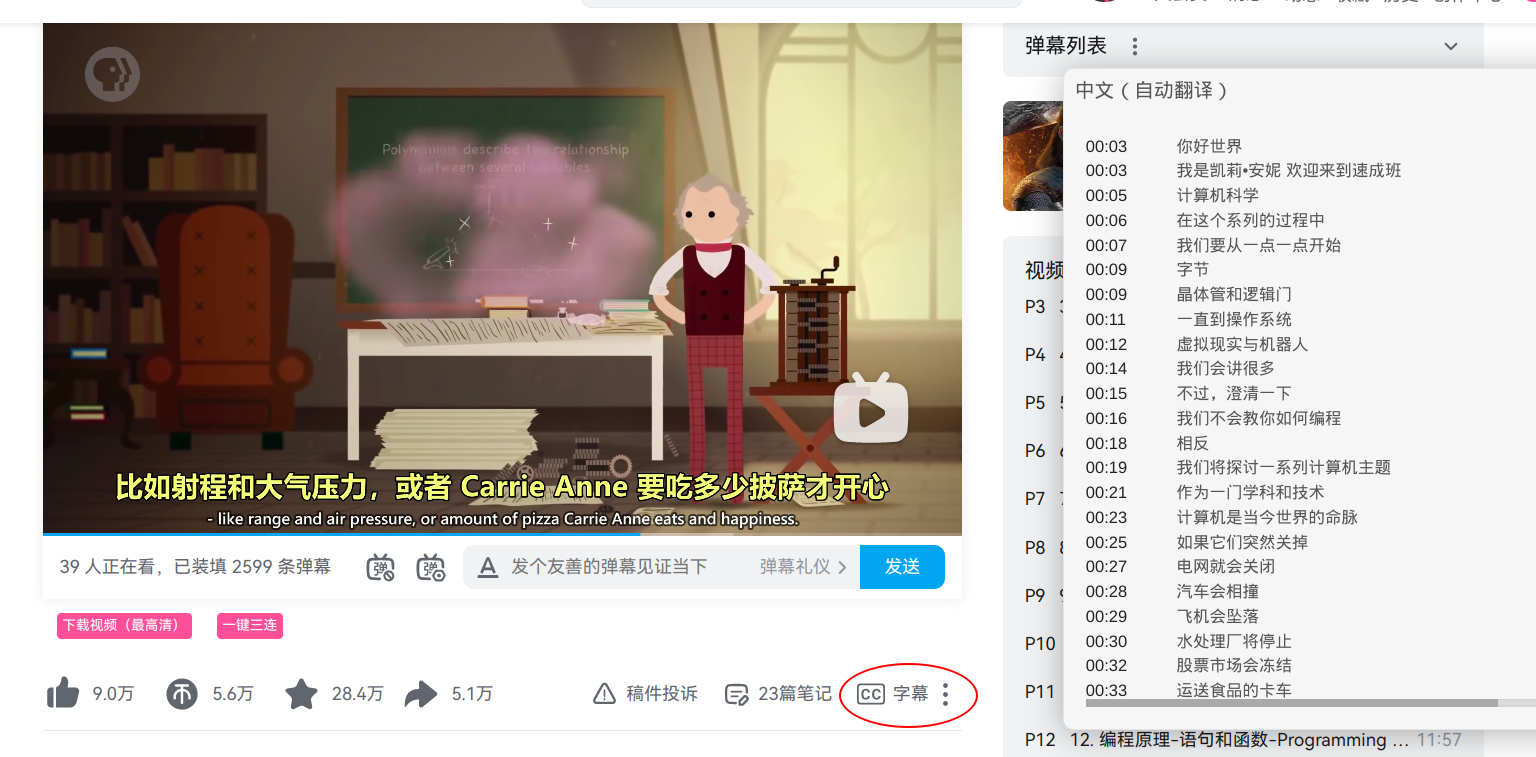 弹幕列表
中文（自动翻译）
00:03 你好世界
00:03 我是凯莉•安妮 欢迎来到速成班
00:05 计算机科学
00:06 在这个系列的过程中
00:07 我们要从一点一点开始
00:09 字节
00:09 晶体管和逻辑门
00:11 一直到操作系统
00:12 虚拟现实与机器人
00:14 我们会讲很多
00:15 不过，澄清一下
00:16 我们不会教你如何编程
00:18 相反
00:19 我们将探讨一系列计算机主题
00:21 作为一门学科和技术
00:23 计算机是当今世界的命脉
00:25 如果它们突然关掉
00:27 电网就会关闭
00:28 汽车会相撞
00:29 飞机会坠落
00:30 水处理厂将停止
00:32 股票市场会冻结
00:33 运送食品的卡车
视频
P3 3
P4 4
P5 5
P6 6
P7 7
P8 8
P9 9
P10
P11
P12 12. 编程原理-语句和函数-Programming ... 11:57
Polynomials describe the relationship
between several
比如射程和大气压力，或者 Carrie Anne 要吃多少披萨才开心
- like range and air pressure, or amount of pizza Carrie Anne eats and happiness.
39 人正在看，已装填 2599 条弹幕
A 发个友善的弹幕见证当下 弹幕礼仪 > 发送
下载视频（最高清） 一键三连
9.0万 5.6万 28.4万 5.1万 稿件投诉 23篇笔记 CC 字幕